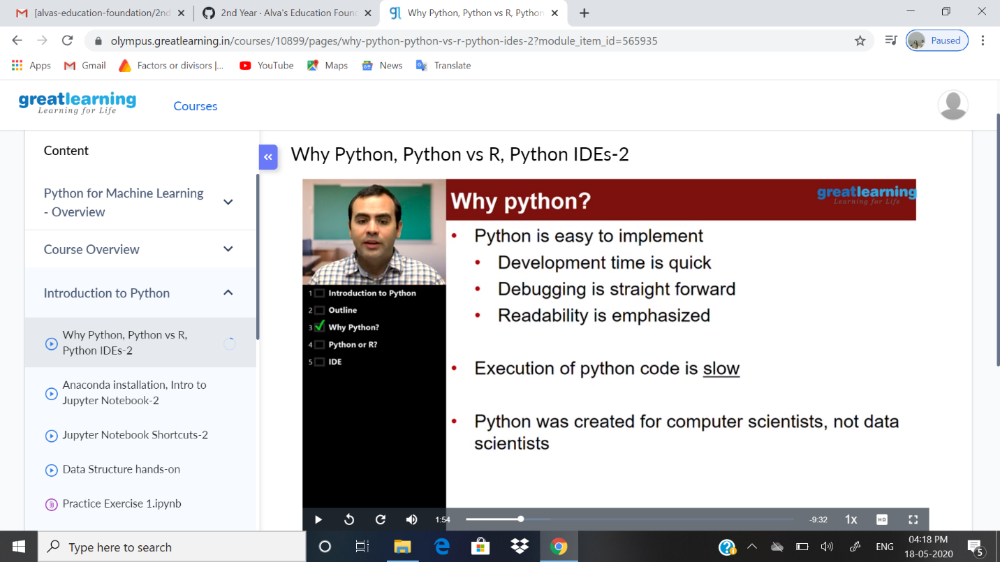 [alvas-education-foundation/2nd
2nd Year · Alva's Education Foun
Why Python, Python vs R, Python
olympus.greatlearning.in/courses/10899/pages/why-python-python-vs-r-python-ides-2?module_item_id=565935
Paused
Apps
Gmail
Factors or divisors |...
YouTube
Maps
News
Translate
greatlearning
Learning for Life
Courses
Content
Python for Machine Learning
- Overview
Course Overview
Introduction to Python
Why Python, Python vs R,
Python IDEs-2
Anaconda installation, Intro to
Jupyter Notebook-2
Jupyter Notebook Shortcuts-2
Data Structure hands-on
Practice Exercise 1.ipynb
Why Python, Python vs R, Python IDEs-2
1 Introduction to Python
2 Outline
3 Why Python?
4 Python or R?
5 IDE
Why python?
greatlearning
Learning for Life
• Python is easy to implement
• Development time is quick
• Debugging is straight forward
• Readability is emphasized
• Execution of python code is slow
• Python was created for computer scientists, not data
scientists
1:54
-9:32
1x
HD
Type here to search
ENG
04:18 PM
18-05-2020
5